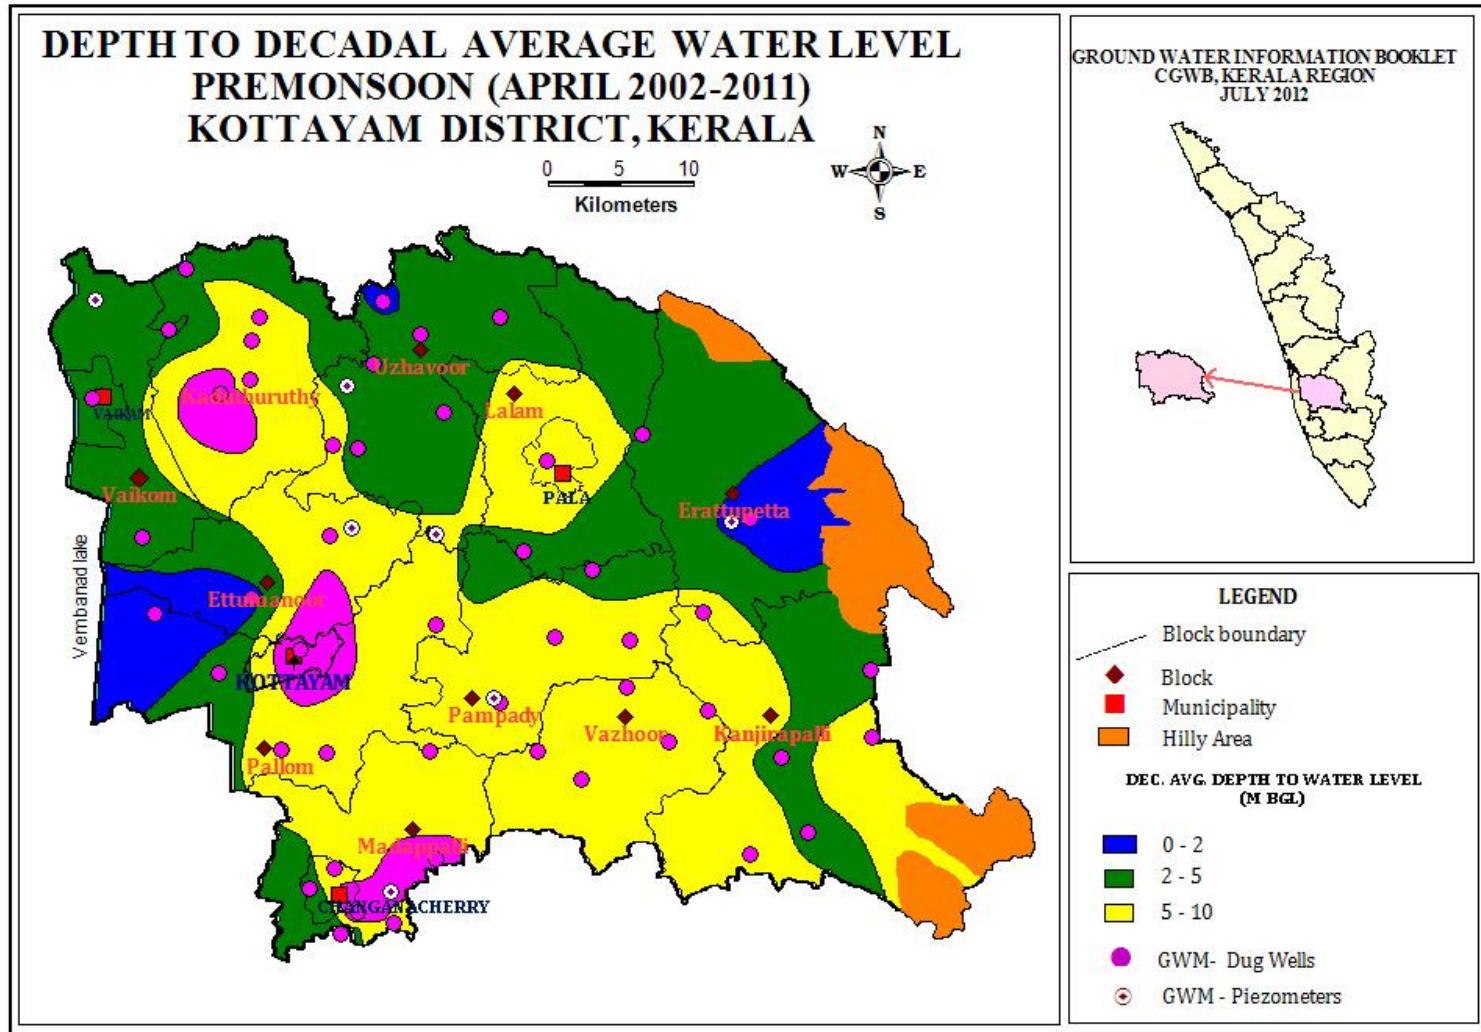 DEPTH TO DECADAL AVERAGE WATER LEVEL
PREMONSOON (APRIL 2002-2011)
KOTTAYAM DISTRICT, KERALA
0 5 10
Kilometers
N
W E
S
Uzhavoor
Kaduthuruthy
Lalam
VAIKAM
Vaikom
PALA
Erattupetta
Vembanad lake
Ettumanoor
KOTTAYAM
Pampady
Vazhoor
Kanjirapalli
Pallom
Madappalli
CHANGANACHERRY
GROUND WATER INFORMATION BOOKLET
CGWB, KERALA REGION
JULY 2012
LEGEND
Block boundary
Block
Municipality
Hilly Area
DEC. AVG. DEPTH TO WATER LEVEL
(M BGL)
0 - 2
2 - 5
5 - 10
GWM- Dug Wells
GWM - Piezometers